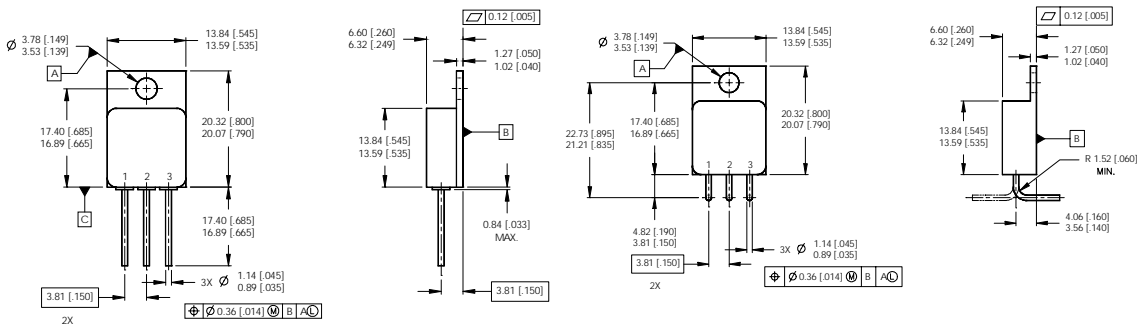 ⌀ 3.78 [.149]
3.53 [.139]
A
13.84 [.545]
13.59 [.535]
17.40 [.685]
16.89 [.665]
20.32 [.800]
20.07 [.790]
1 2 3
C
17.40 [.685]
16.89 [.665]
3X ⌀ 1.14 [.045]
0.89 [.035]
3.81 [.150]
2X
⌖ ⌀ 0.36 [.014] Ⓜ B A Ⓛ
⏥ 0.12 [.005]
6.60 [.260]
6.32 [.249]
1.27 [.050]
1.02 [.040]
13.84 [.545]
13.59 [.535]
B
0.84 [.033]
MAX.
3.81 [.150]
⌀ 3.78 [.149]
3.53 [.139]
A
13.84 [.545]
13.59 [.535]
22.73 [.895]
21.21 [.835]
17.40 [.685]
16.89 [.665]
20.32 [.800]
20.07 [.790]
1 2 3
4.82 [.190]
3.81 [.150]
3.81 [.150]
2X
3X ⌀ 1.14 [.045]
0.89 [.035]
⌖ ⌀ 0.36 [.014] Ⓜ B A Ⓛ
⏥ 0.12 [.005]
6.60 [.260]
6.32 [.249]
1.27 [.050]
1.02 [.040]
13.84 [.545]
13.59 [.535]
B
R 1.52 [.060]
MIN.
4.06 [.160]
3.56 [.140]